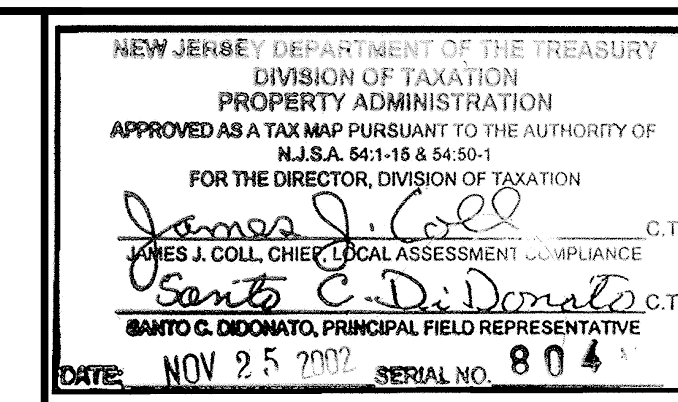 NEW JERSEY DEPARTMENT OF THE TREASURY
DIVISION OF TAXATION
PROPERTY ADMINISTRATION
APPROVED AS A TAX MAP PURSUANT TO THE AUTHORITY OF
N.J.S.A. 54:1-15 & 54:50-1
FOR THE DIRECTOR, DIVISION OF TAXATION
James J. Coll C.T
JAMES J. COLL, CHIEF, LOCAL ASSESSMENT COMPLIANCE
Santo C. DiDonato C.T
SANTO C. DIDONATO, PRINCIPAL FIELD REPRESENTATIVE
DATE: NOV 25 2002 SERIAL NO. 804